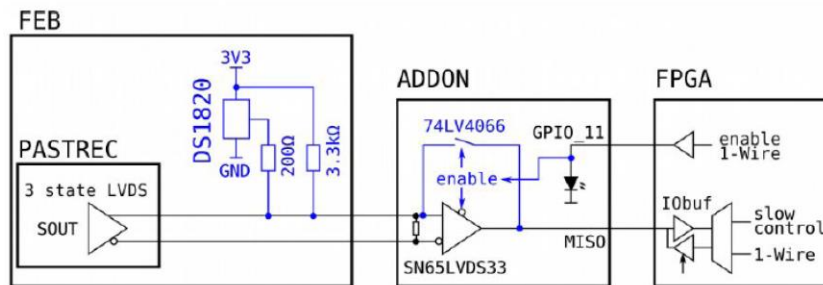 FEB
3V3
DS1820
GND
200Ω
3.3kΩ
PASTREC
3 state LVDS
SOUT
ADDON
74LV4066
GPIO_11
enable
SN65LVDS33
MISO
FPGA
enable
1-Wire
IObuf
slow
control
1-Wire